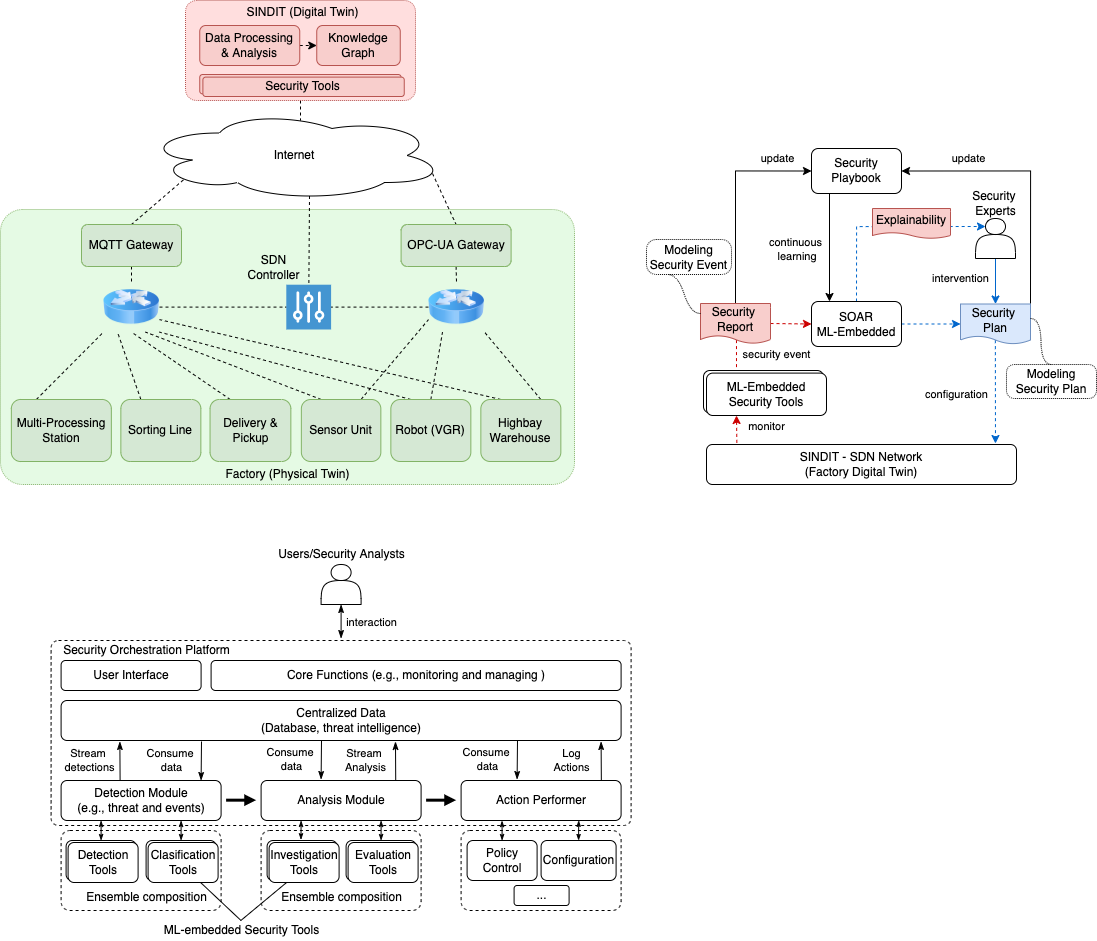 SINDIT (Digital Twin)
Data Processing
& Analysis
Knowledge
Graph
Security Tools
Internet
MQTT Gateway
OPC-UA Gateway
SDN
Controller
Multi-Processing
Station
Sorting Line
Delivery &
Pickup
Sensor Unit
Robot (VGR)
Highbay
Warehouse
Factory (Physical Twin)
update
Security
Playbook
update
Security
Experts
Explainability
Modeling
Security Event
continuous
learning
intervention
Security
Report
SOAR
ML-Embedded
Security
Plan
security event
Modeling
Security Plan
ML-Embedded
Security Tools
configuration
monitor
SINDIT - SDN Network
(Factory Digital Twin)
Users/Security Analysts
interaction
Security Orchestration Platform
User Interface
Core Functions (e.g., monitoring and managing )
Centralized Data
(Database, threat intelligence)
Stream
detections
Consume
data
Consume
data
Stream
Analysis
Consume
data
Log
Actions
Detection Module
(e.g., threat and events)
Analysis Module
Action Performer
Detection
Tools
Clasification
Tools
Investigation
Tools
Evaluation
Tools
Policy
Control
Configuration
...
Ensemble composition
Ensemble composition
ML-embedded Security Tools